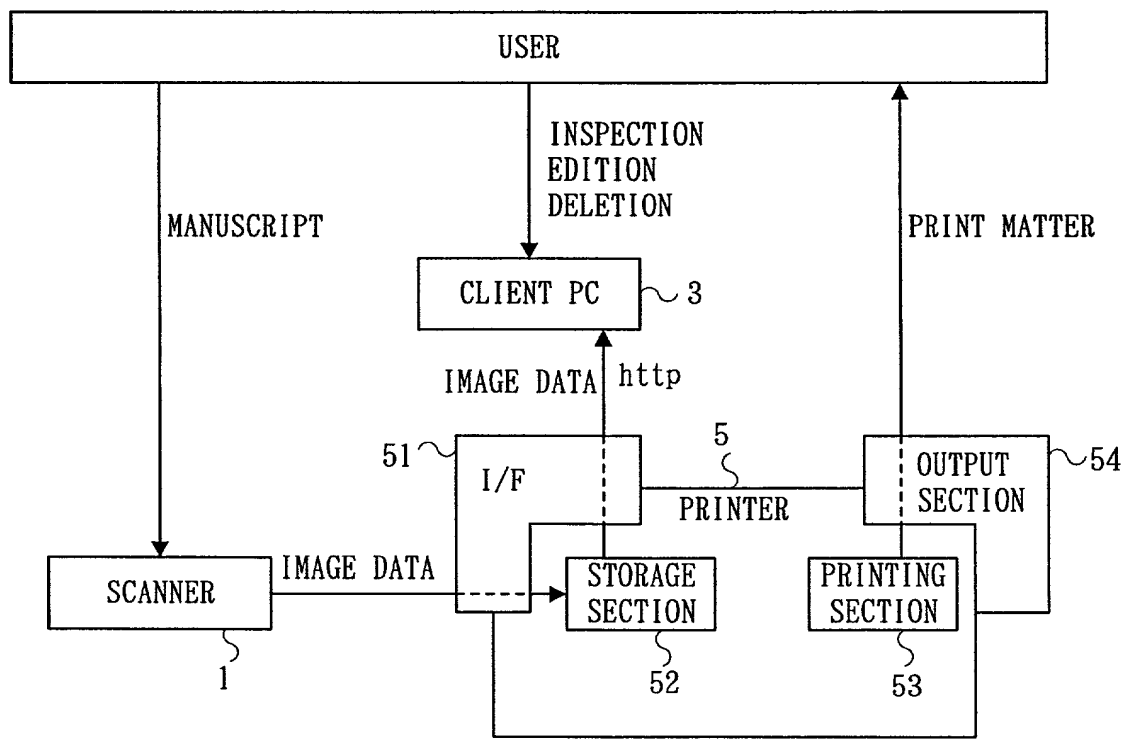 USER
INSPECTION
EDITION
DELETION
MANUSCRIPT
PRINT MATTER
CLIENT PC
3
IMAGE DATA
http
51
I/F
5
PRINTER
OUTPUT
SECTION
54
SCANNER
IMAGE DATA
STORAGE
SECTION
PRINTING
SECTION
1
52
53